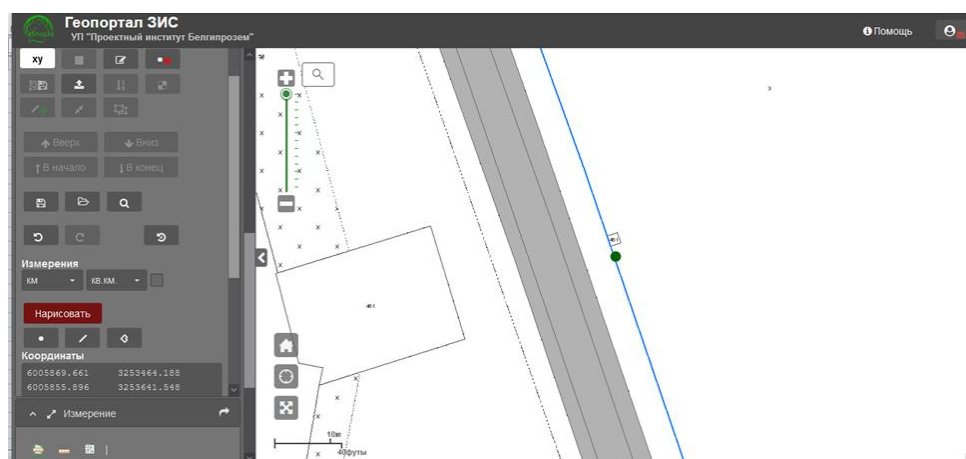 Геопортал ЗИС
УП "Проектный институт Белгипрозем"
Помощь
xy
Вверх
Вниз
В начало
В конец
Измерения
км
кв.км.
Нарисовать
Координаты
6005869.661 3253464.188
6005855.896 3253641.548
Измерение
10м
40футы